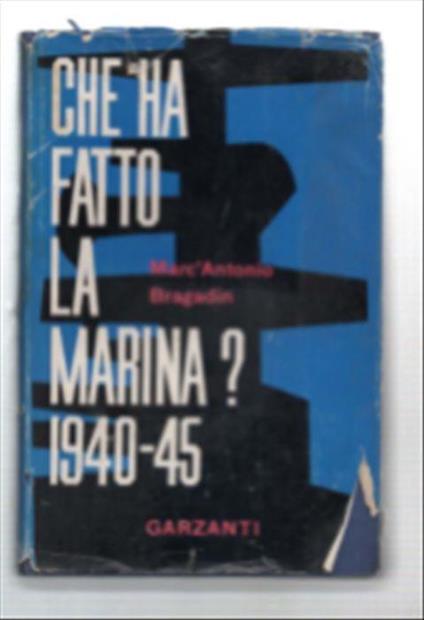 CHE HA
FATTO
LA
MARINA?
1940-45
Marc'Antonio
Bragadin
GARZANTI